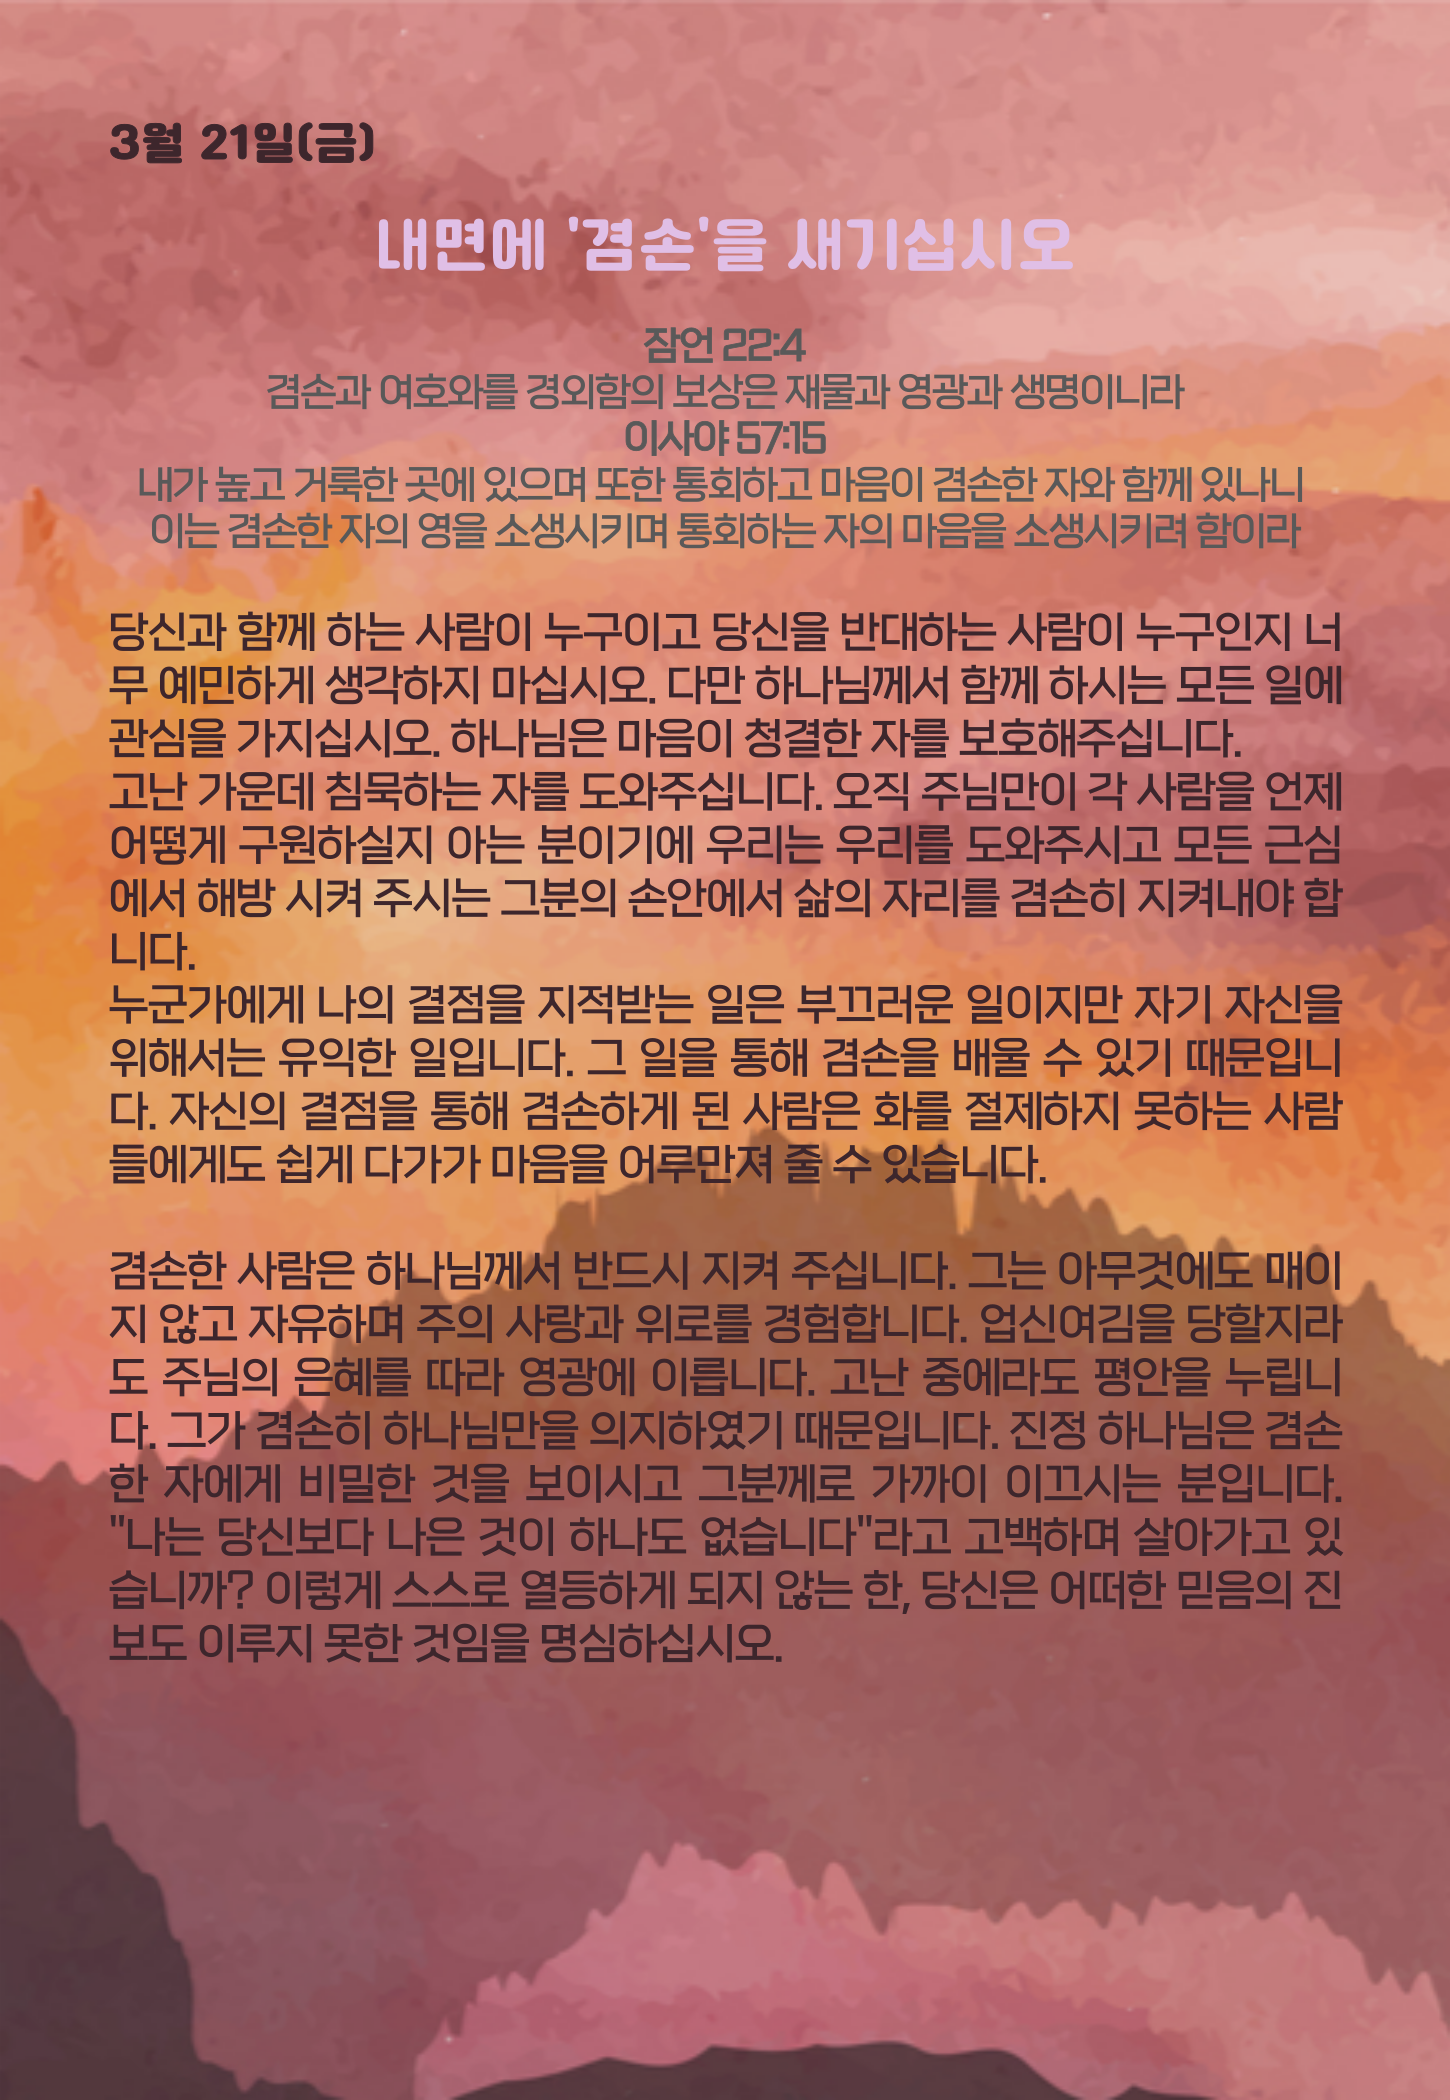 3월 21일(금)
내면에 '겸손'을 새기십시오
잠언 22:4
겸손과 여호와를 경외함의 보상은 재물과 영광과 생명이니라
이사야 57:15
내가 높고 거룩한 곳에 있으며 또한 통회하고 마음이 겸손한 자와 함께 있나니
이는 겸손한 자의 영을 소생시키며 통회하는 자의 마음을 소생시키려 함이라
당신과 함께 하는 사람이 누구이고 당신을 반대하는 사람이 누구인지 너
무 예민하게 생각하지 마십시오. 다만 하나님께서 함께 하시는 모든 일에
관심을 가지십시오. 하나님은 마음이 청결한 자를 보호해주십니다.
고난 가운데 침묵하는 자를 도와주십니다. 오직 주님만이 각 사람을 언제
어떻게 구원하실지 아는 분이기에 우리는 우리를 도와주시고 모든 근심
에서 해방 시켜 주시는 그분의 손안에서 삶의 자리를 겸손히 지켜내야 합
니다.
누군가에게 나의 결점을 지적받는 일은 부끄러운 일이지만 자기 자신을
위해서는 유익한 일입니다. 그 일을 통해 겸손을 배울 수 있기 때문입니
다. 자신의 결점을 통해 겸손하게 된 사람은 화를 절제하지 못하는 사람
들에게도 쉽게 다가가 마음을 어루만져 줄 수 있습니다.
겸손한 사람은 하나님께서 반드시 지켜 주십니다. 그는 아무것에도 매이
지 않고 자유하며 주의 사랑과 위로를 경험합니다. 업신여김을 당할지라
도 주님의 은혜를 따라 영광에 이릅니다. 고난 중에라도 평안을 누립니
다. 그가 겸손히 하나님만을 의지하였기 때문입니다. 진정 하나님은 겸손
한 자에게 비밀한 것을 보이시고 그분께로 가까이 이끄시는 분입니다.
"나는 당신보다 나은 것이 하나도 없습니다"라고 고백하며 살아가고 있
습니까? 이렇게 스스로 열등하게 되지 않는 한, 당신은 어떠한 믿음의 진
보도 이루지 못한 것임을 명심하십시오.